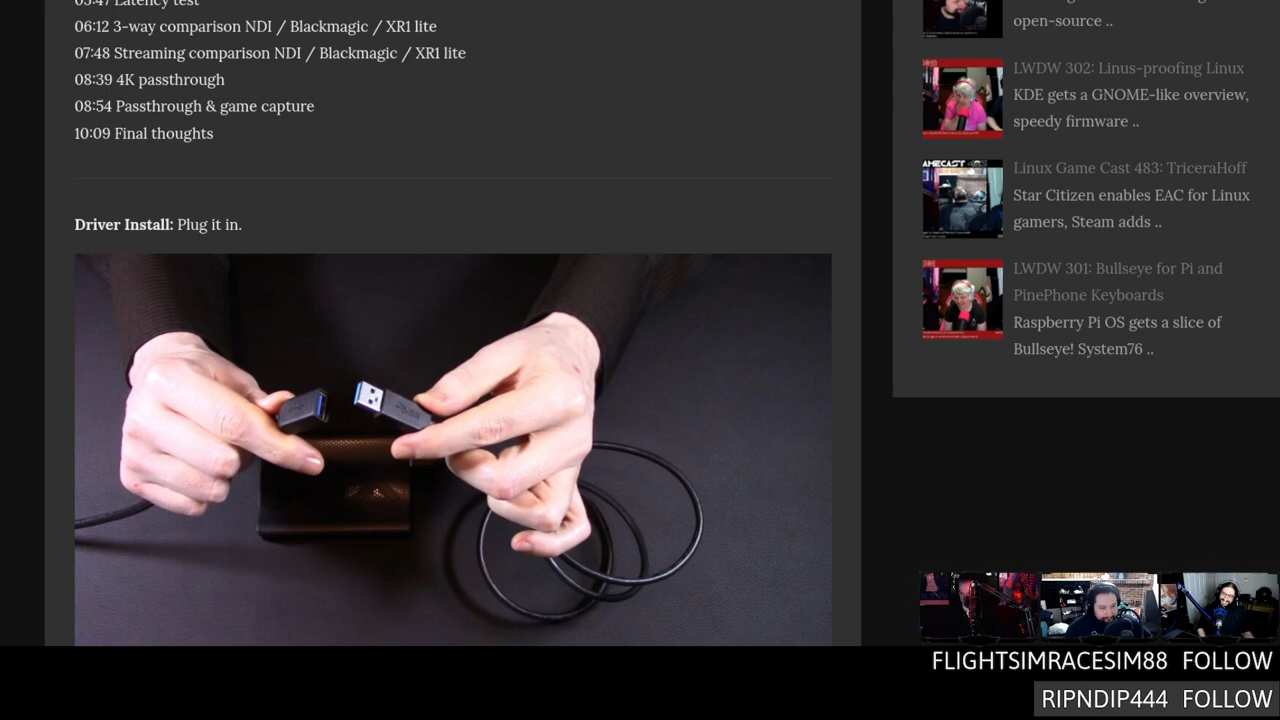 06:12 3-way comparison NDI / Blackmagic / XR1 lite
07:48 Streaming comparison NDI / Blackmagic / XR1 lite
08:39 4K passthrough
08:54 Passthrough & game capture
10:09 Final thoughts
Driver Install: Plug it in.
open-source ..
LWDW 302: Linus-proofing Linux
KDE gets a GNOME-like overview,
speedy firmware ..
Linux Game Cast 483: TriceraHoff
Star Citizen enables EAC for Linux
gamers, Steam adds ..
LWDW 301: Bullseye for Pi and
PinePhone Keyboards
Raspberry Pi OS gets a slice of
Bullseye! System76 ..
FLIGHTSIMRACESIM88 FOLLOW
RIPNDIP444 FOLLOW